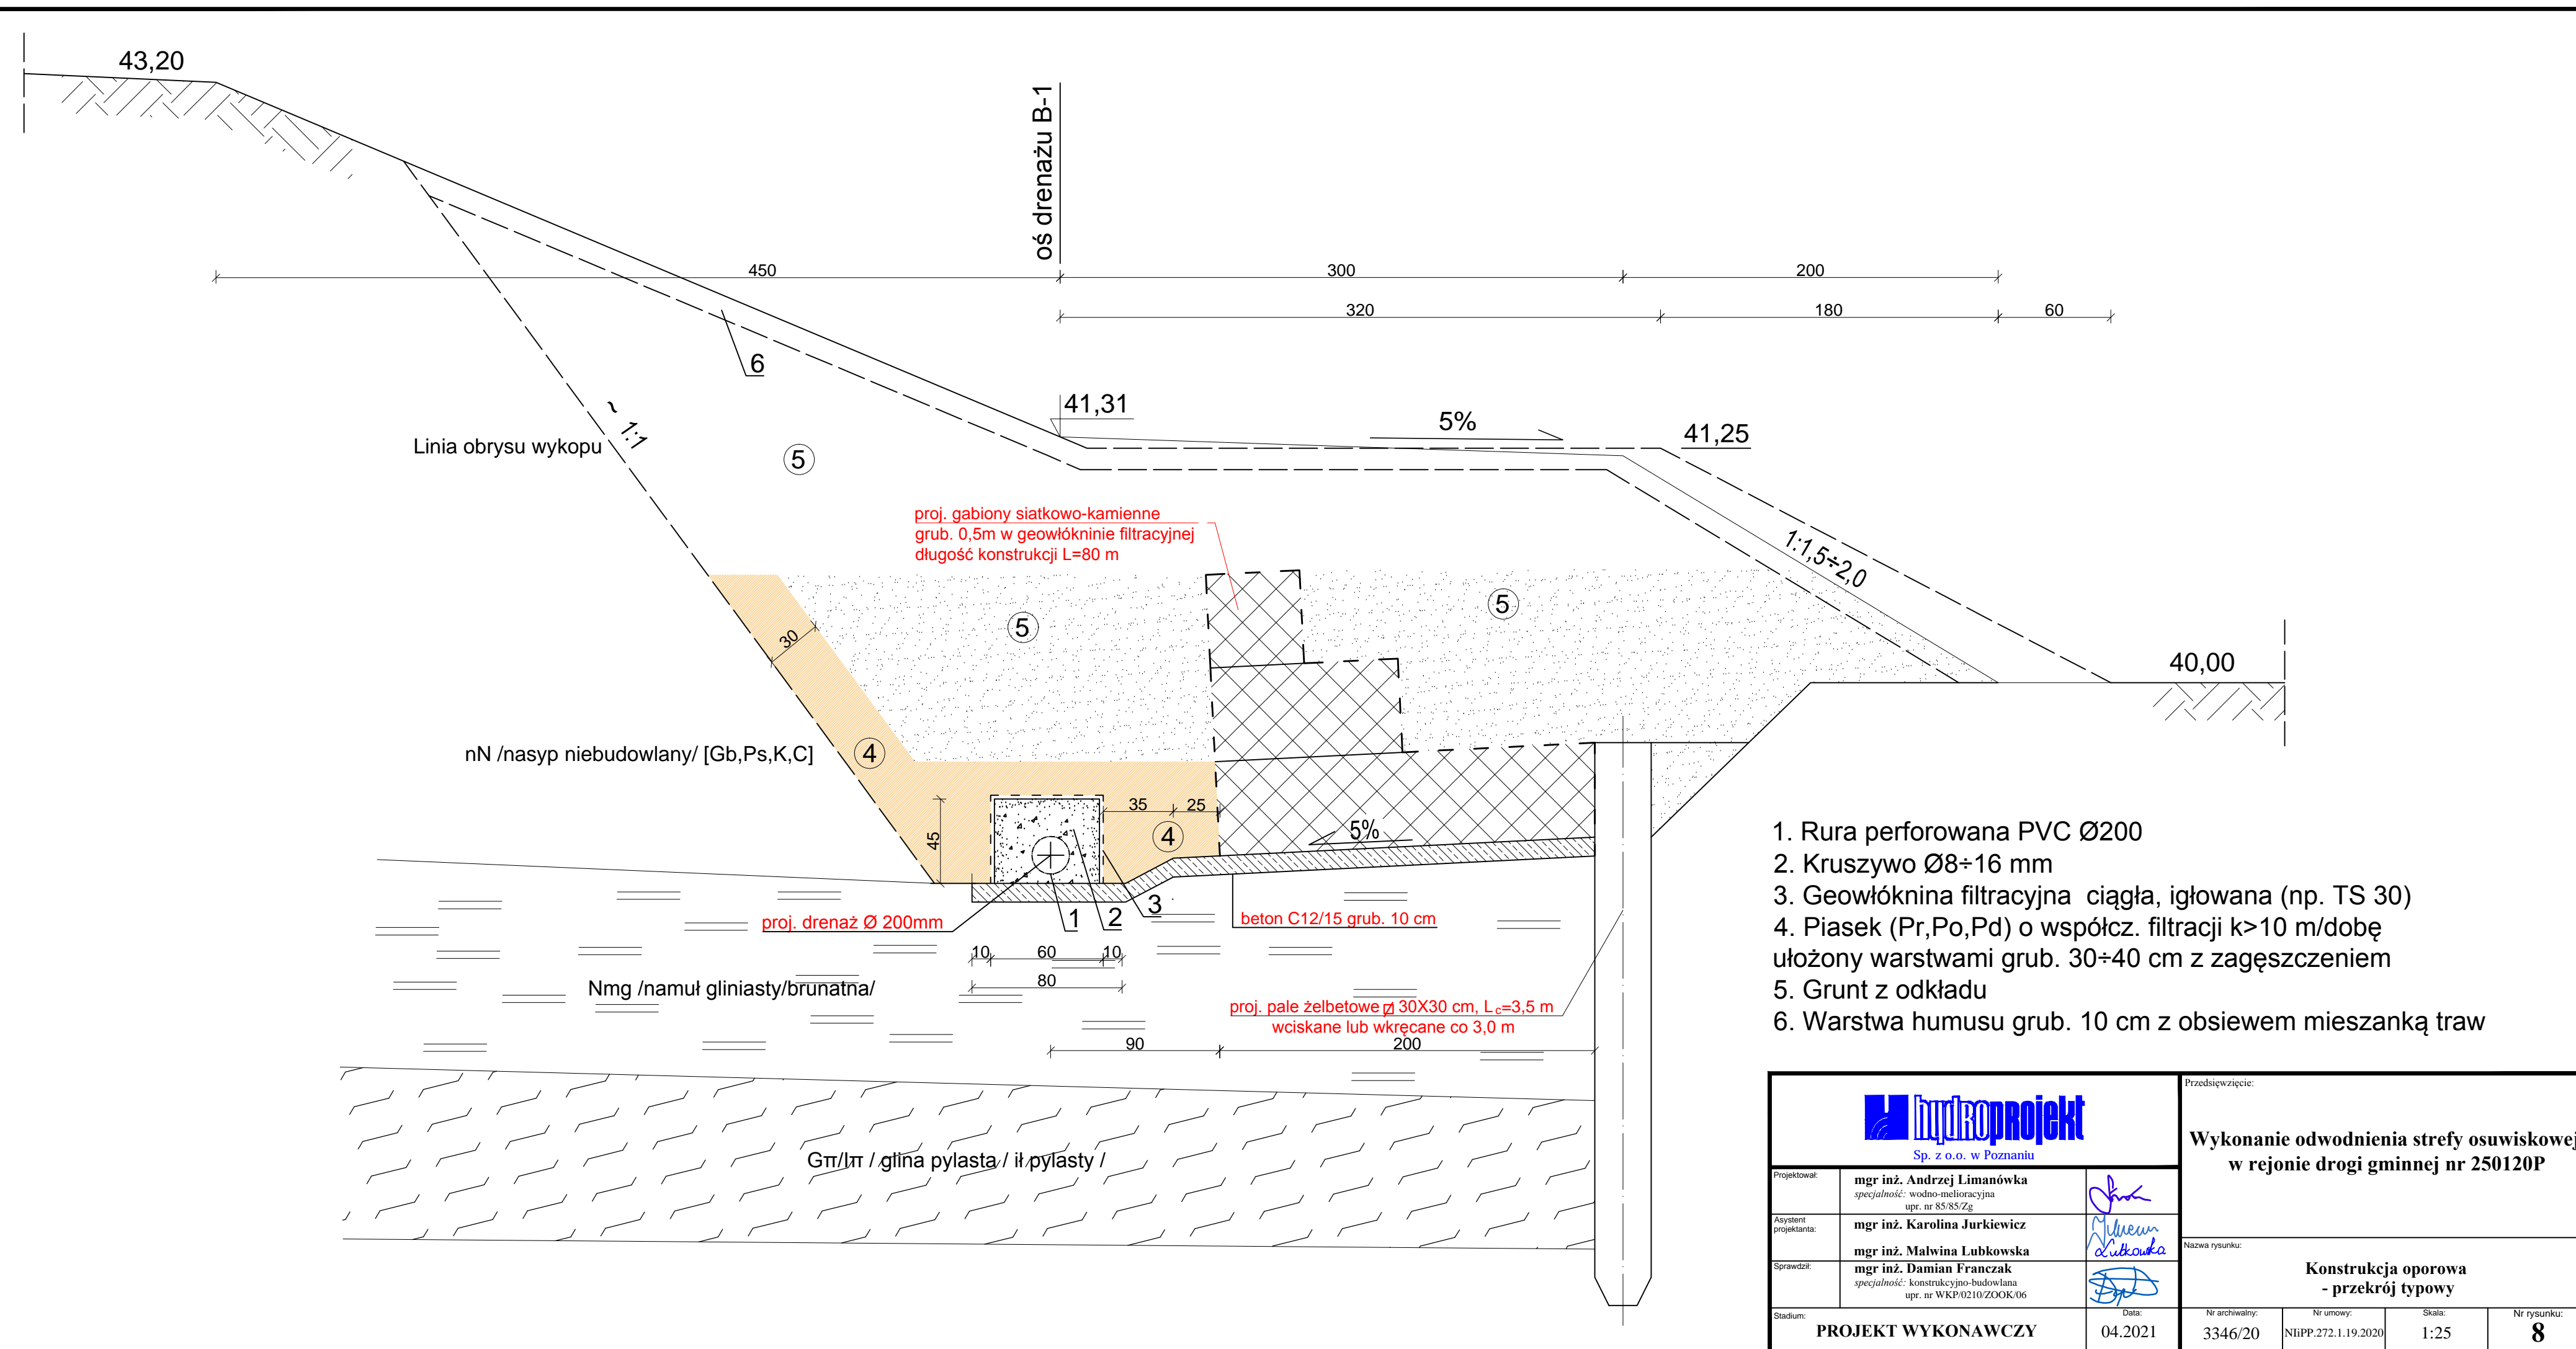 43,20
oś drenażu B-1
450
300
200
320
180
60
6
41,31
5%
41,25
~ 1:1
Linia obrysu wykopu
5
proj. gabiony siatkowo-kamienne
grub. 0,5m w geowłókninie filtracyjnej
długość konstrukcji L=80 m
1:1,5÷2,0
5
5
30
40,00
nN /nasyp niebudowlany/ [Gb,Ps,K,C]
4
35
25
45
4
5%
proj. drenaż Ø 200mm
1
2
3
beton C12/15 grub. 10 cm
10
60
10
80
Nmg /namuł gliniasty/brunatna/
proj. pale żelbetowe 30X30 cm, Lc=3,5 m
wciskane lub wkręcane co 3,0 m
90
200
Gπ/Iπ / glina pylasta / ił pylasty /
1. Rura perforowana PVC Ø200
2. Kruszywo Ø8÷16 mm
3. Geowłóknina filtracyjna ciągła, igłowana (np. TS 30)
4. Piasek (Pr,Po,Pd) o współcz. filtracji k>10 m/dobę
ułożony warstwami grub. 30÷40 cm z zagęszczeniem
5. Grunt z odkładu
6. Warstwa humusu grub. 10 cm z obsiewem mieszanką traw
hydroprojekt
Sp. z o.o. w Poznaniu
Przedsięwzięcie:
Wykonanie odwodnienia strefy osuwiskowej
w rejonie drogi gminnej nr 250120P
Projektował:
mgr inż. Andrzej Limanówka
specjalność: wodno-melioracyjna
upr. nr 85/85/Zg
Asystent
projektanta:
mgr inż. Karolina Jurkiewicz
mgr inż. Malwina Lubkowska
Lubkowska
Sprawdził:
mgr inż. Damian Franczak
specjalność: konstrukcyjno-budowlana
upr. nr WKP/0210/ZOOK/06
Nazwa rysunku:
Konstrukcja oporowa
- przekrój typowy
Stadium:
PROJEKT WYKONAWCZY
Data:
04.2021
Nr archiwalny:
3346/20
Nr umowy:
NIiPP.272.1.19.2020
Skala:
1:25
Nr rysunku:
8